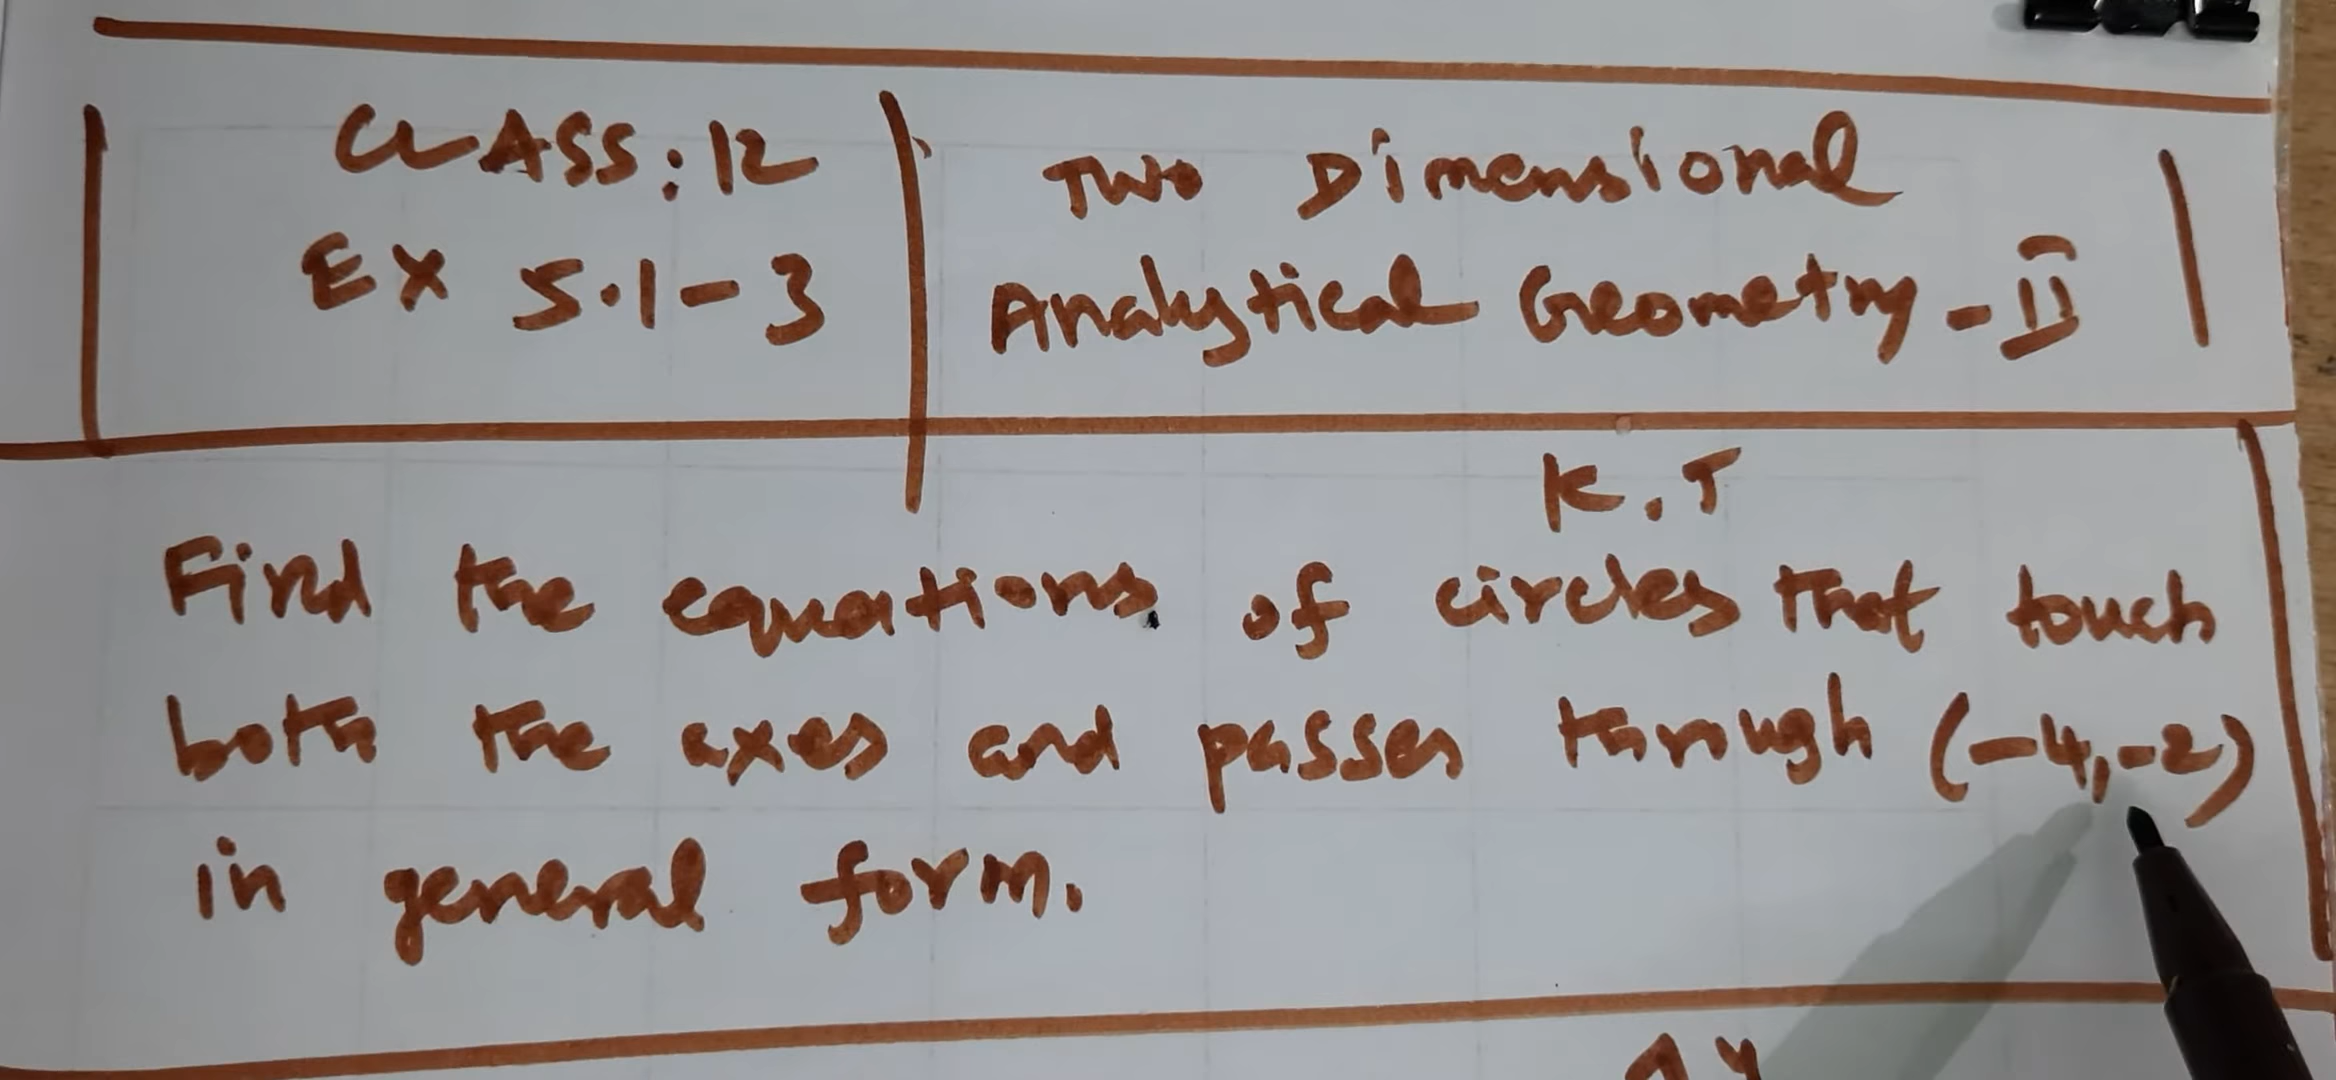 CLASS: 12
EX 5.1-3
Two Dimensional
Analytical Geometry - II
K.T
Find the equations of circles that touch
both the axes and passes through (-4,-2)
in general form.
y